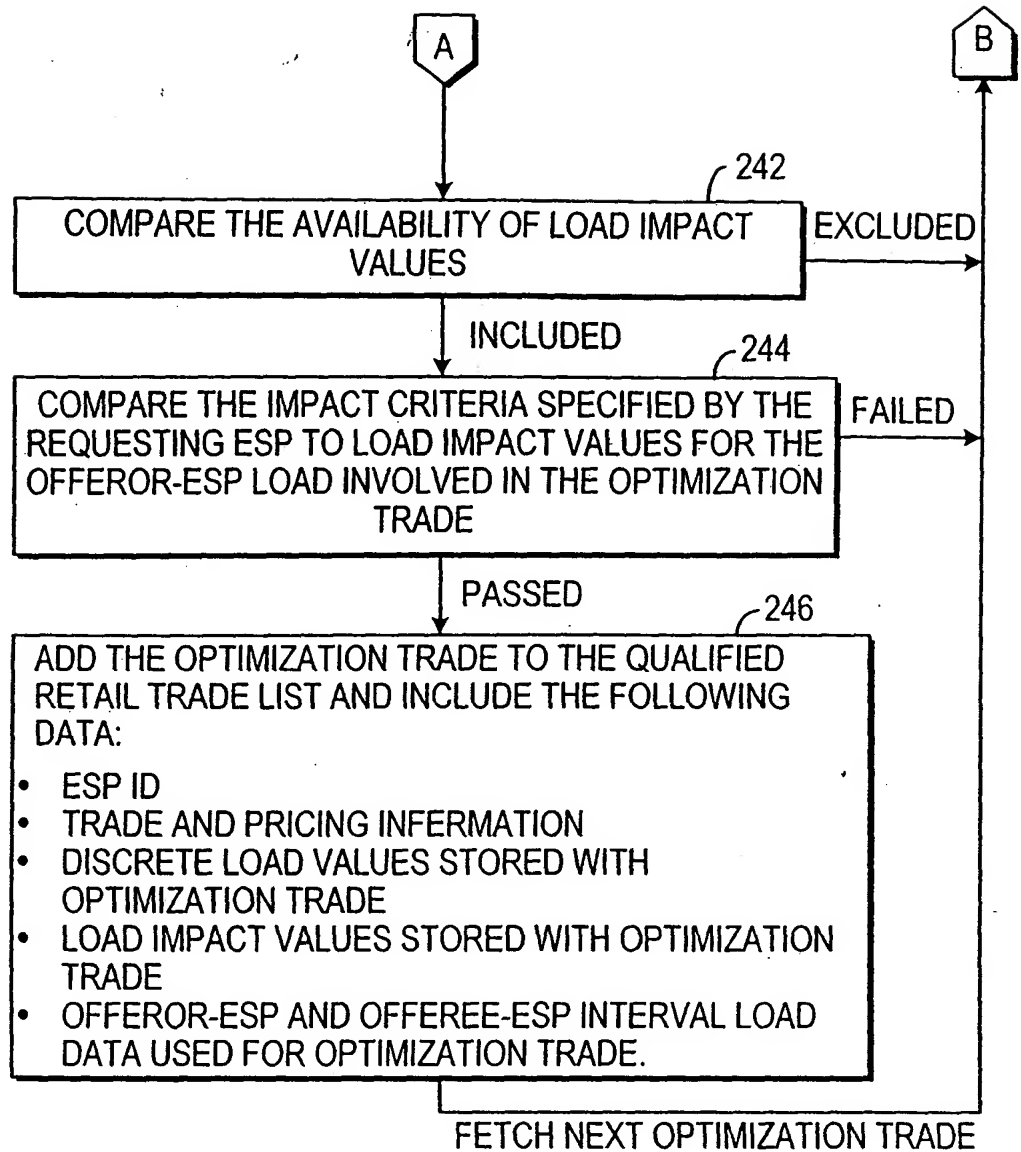 A
B
242
COMPARE THE AVAILABILITY OF LOAD IMPACT
VALUES
EXCLUDED
INCLUDED
244
COMPARE THE IMPACT CRITERIA SPECIFIED BY THE
REQUESTING ESP TO LOAD IMPACT VALUES FOR THE
OFFEROR-ESP LOAD INVOLVED IN THE OPTIMIZATION
TRADE
FAILED
PASSED
246
ADD THE OPTIMIZATION TRADE TO THE QUALIFIED
RETAIL TRADE LIST AND INCLUDE THE FOLLOWING
DATA:
• ESP ID
• TRADE AND PRICING INFERMATION
• DISCRETE LOAD VALUES STORED WITH
OPTIMIZATION TRADE
• LOAD IMPACT VALUES STORED WITH OPTIMIZATION
TRADE
• OFFEROR-ESP AND OFFEREE-ESP INTERVAL LOAD
DATA USED FOR OPTIMIZATION TRADE.
FETCH NEXT OPTIMIZATION TRADE